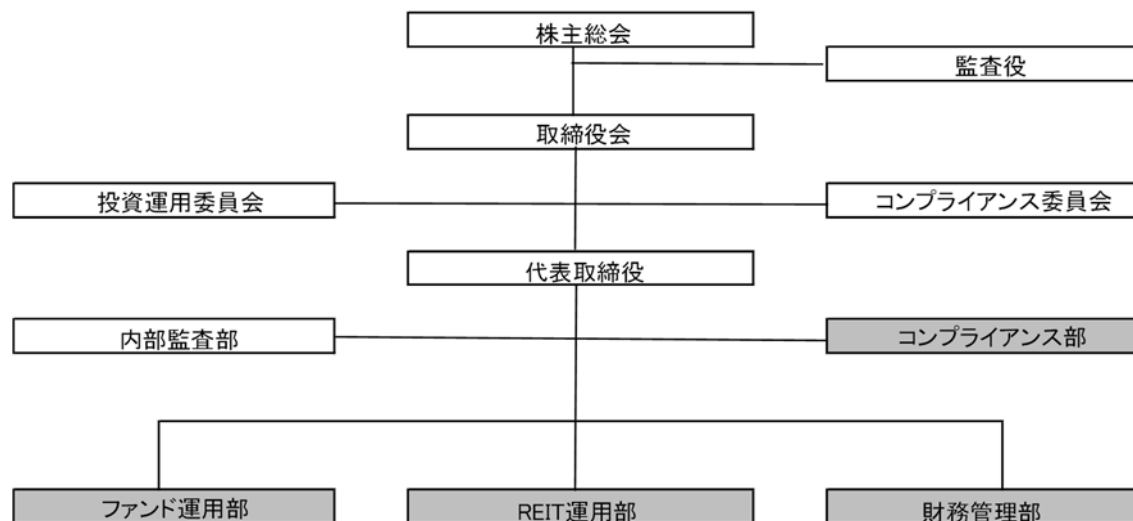 株主総会
監査役
取締役会
投資運用委員会
コンプライアンス委員会
代表取締役
内部監査部
コンプライアンス部
ファンド運用部
REIT運用部
財務管理部